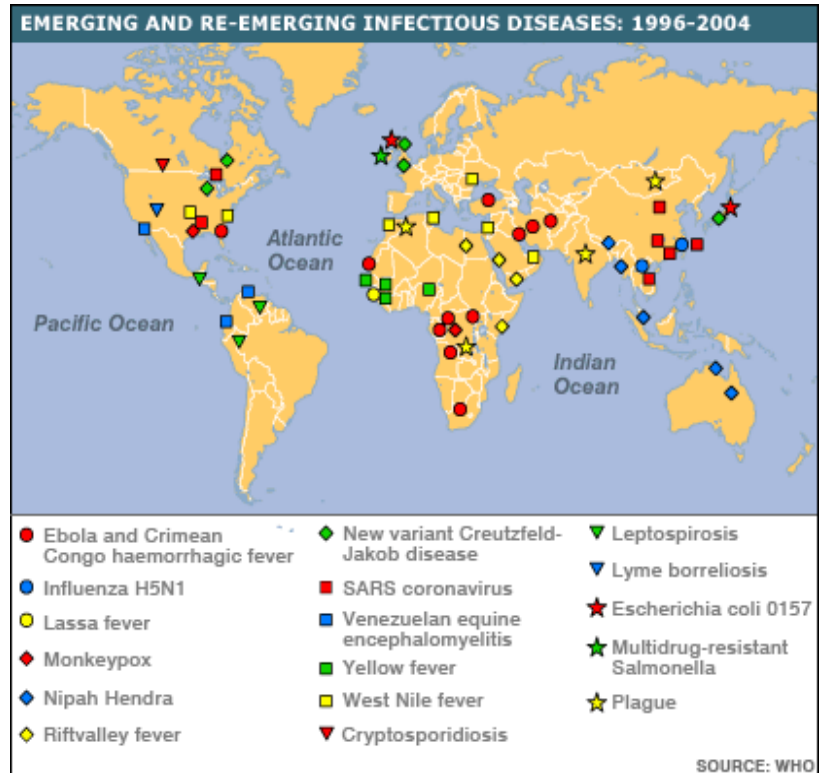 EMERGING AND RE-EMERGING INFECTIOUS DISEASES: 1996-2004
Atlantic
Ocean
Pacific Ocean
Indian
Ocean
Ebola and Crimean
Congo haemorrhagic fever
Influenza H5N1
Lassa fever
Monkeypox
Nipah Hendra
Riftvalley fever
New variant Creutzfeld-
Jakob disease
SARS coronavirus
Venezuelan equine
encephalomyelitis
Yellow fever
West Nile fever
Cryptosporidiosis
Leptospirosis
Lyme borreliosis
Escherichia coli 0157
Multidrug-resistant
Salmonella
Plague
SOURCE: WHO